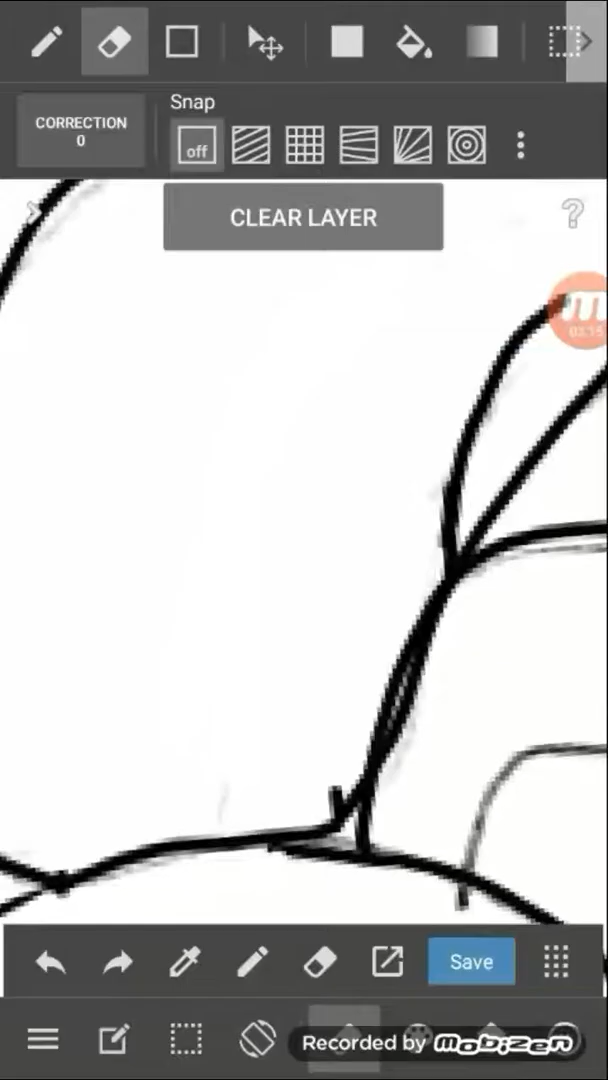 CORRECTION
0
Snap
off
CLEAR LAYER
?
m
Save
Recorded by mobizen